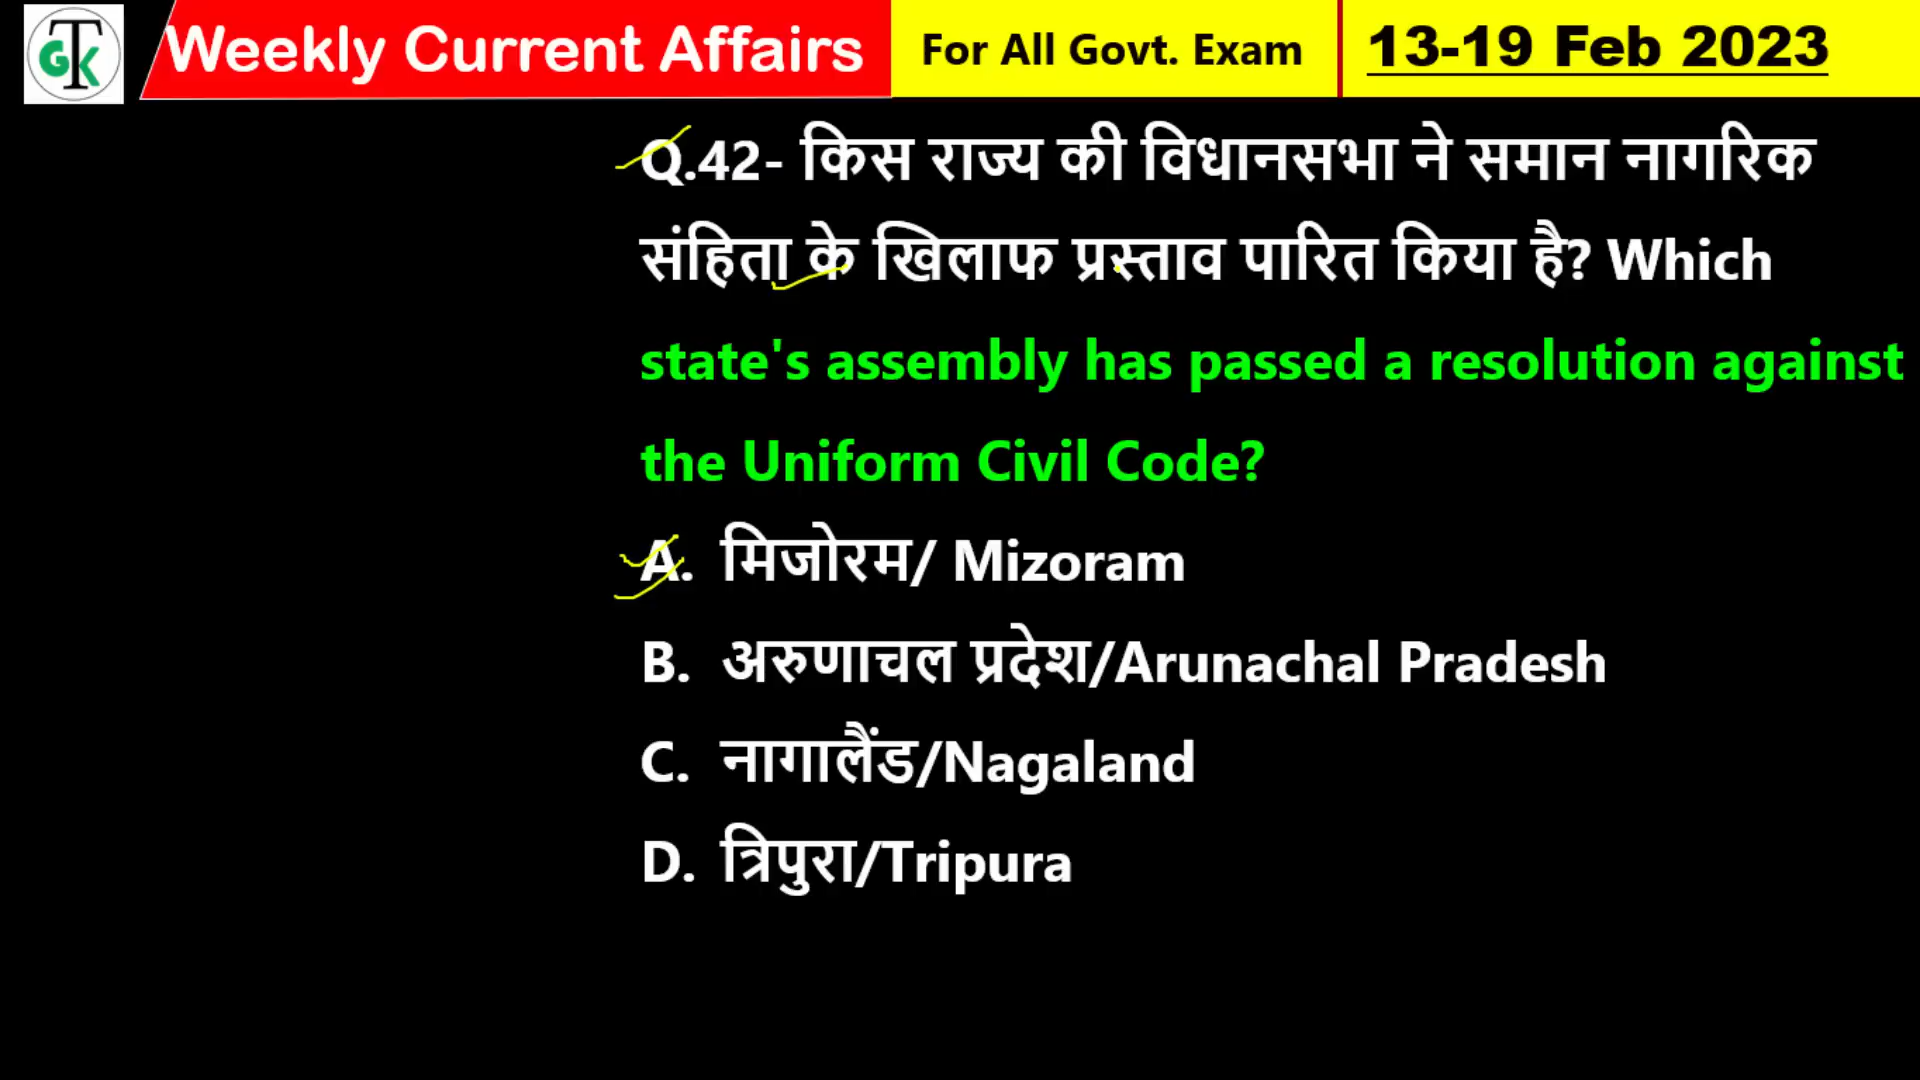 GTK
Weekly Current Affairs
For All Govt. Exam
13-19 Feb 2023
Q.42- किस राज्य की विधानसभा ने समान नागरिक
संहिता के खिलाफ प्रस्ताव पारित किया है? Which
state's assembly has passed a resolution against
the Uniform Civil Code?
A. मिजोरम/ Mizoram
B. अरुणाचल प्रदेश/Arunachal Pradesh
C. नागालैंड/Nagaland
D. त्रिपुरा/Tripura